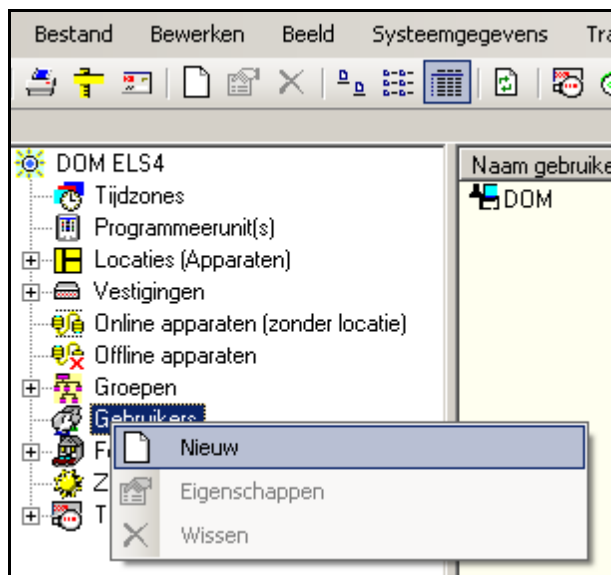 Bestand Bewerken Beeld Systeemgegevens
DOM ELS4
Tijdzones
Programmeerunit(s)
Locaties (Apparaten)
Vestigingen
Online apparaten (zonder locatie)
Offline apparaten
Groepen
Gebruikers
Naam
DOM
Nieuw
Eigenschappen
Wissen